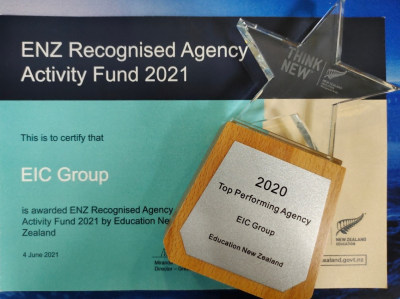 ENZ Recognised Agency
Activity Fund 2021
THINK
NEW
This is to certify that
EIC Group
is awarded ENZ Recognised Agency
Activity Fund 2021 by Education New
Zealand
4 June 2021
2020
Top Performing Agency
EIC Group
Education New Zealand
NEW ZEALAND
EDUCATION